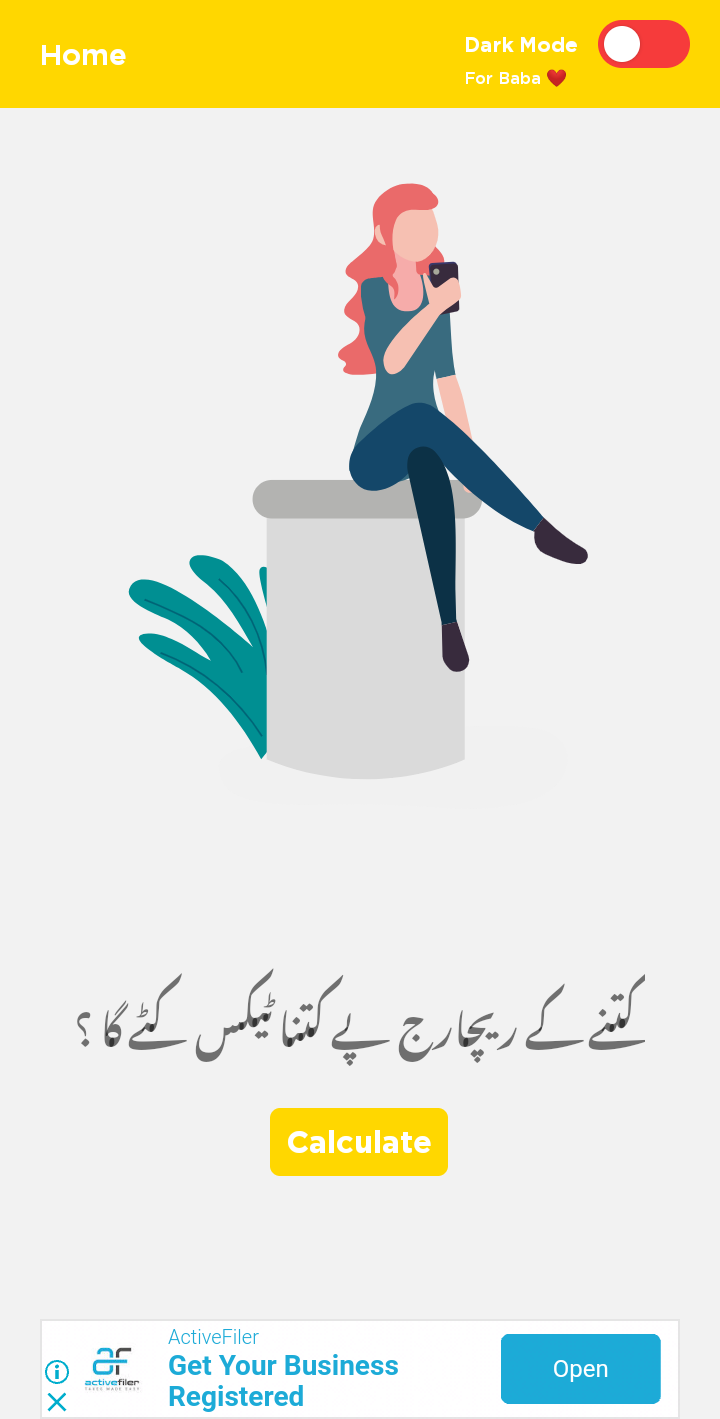 Home
Dark Mode
For Baba ❤️
کتنے کے ریچارج پے کتنا ٹیکس کٹے گا ؟
Calculate
ActiveFiler
Get Your Business
Registered
Open
activefiler
TAXES MADE EASY